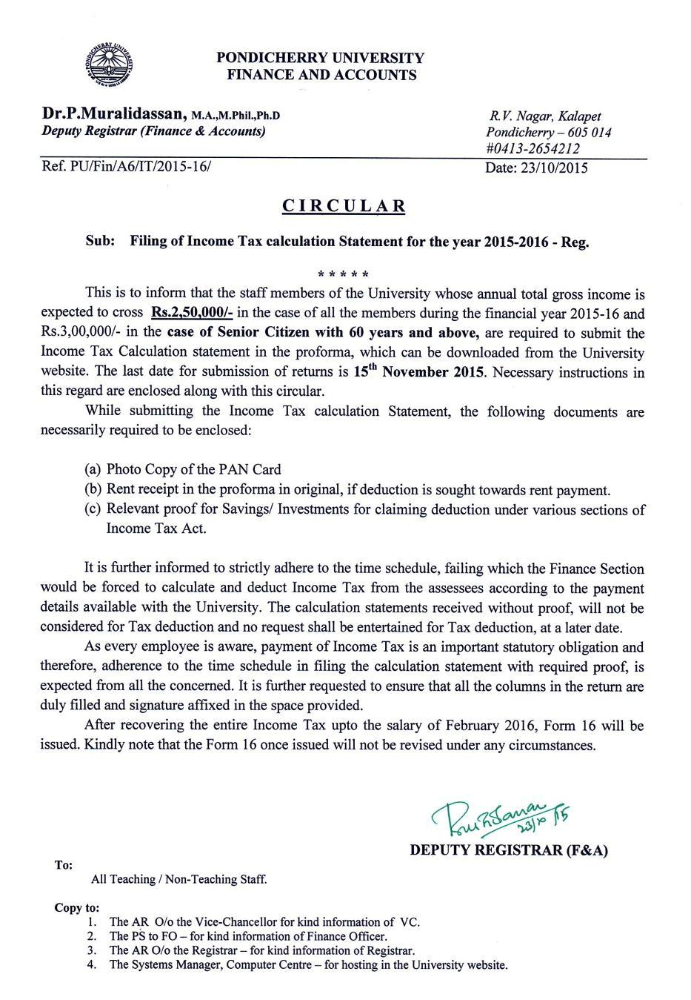 PONDICHERRY UNIVERSITY
PONDICHERRY UNIVERSITY
FINANCE AND ACCOUNTS
Dr.P.Muralidassan, M.A.,M.Phil.,Ph.D
Deputy Registrar (Finance & Accounts)
R.V. Nagar, Kalapet
Pondicherry – 605 014
#0413-2654212
Ref. PU/Fin/A6/IT/2015-16/
Date: 23/10/2015
CIRCULAR
Sub: Filing of Income Tax calculation Statement for the year 2015-2016 - Reg.
* * * * *
This is to inform that the staff members of the University whose annual total gross income is
expected to cross Rs.2,50,000/- in the case of all the members during the financial year 2015-16 and
Rs.3,00,000/- in the case of Senior Citizen with 60 years and above, are required to submit the
Income Tax Calculation statement in the proforma, which can be downloaded from the University
website. The last date for submission of returns is 15th November 2015. Necessary instructions in
this regard are enclosed along with this circular.
While submitting the Income Tax calculation Statement, the following documents are
necessarily required to be enclosed:
(a) Photo Copy of the PAN Card
(b) Rent receipt in the proforma in original, if deduction is sought towards rent payment.
(c) Relevant proof for Savings/ Investments for claiming deduction under various sections of
Income Tax Act.
It is further informed to strictly adhere to the time schedule, failing which the Finance Section
would be forced to calculate and deduct Income Tax from the assessees according to the payment
details available with the University. The calculation statements received without proof, will not be
considered for Tax deduction and no request shall be entertained for Tax deduction, at a later date.
As every employee is aware, payment of Income Tax is an important statutory obligation and
therefore, adherence to the time schedule in filing the calculation statement with required proof, is
expected from all the concerned. It is further requested to ensure that all the columns in the return are
duly filled and signature affixed in the space provided.
After recovering the entire Income Tax upto the salary of February 2016, Form 16 will be
issued. Kindly note that the Form 16 once issued will not be revised under any circumstances.
DEPUTY REGISTRAR (F&A)
To:
All Teaching / Non-Teaching Staff.
Copy to:
1. The AR O/o the Vice-Chancellor for kind information of VC.
2. The PS to FO – for kind information of Finance Officer.
3. The AR O/o the Registrar – for kind information of Registrar.
4. The Systems Manager, Computer Centre – for hosting in the University website.